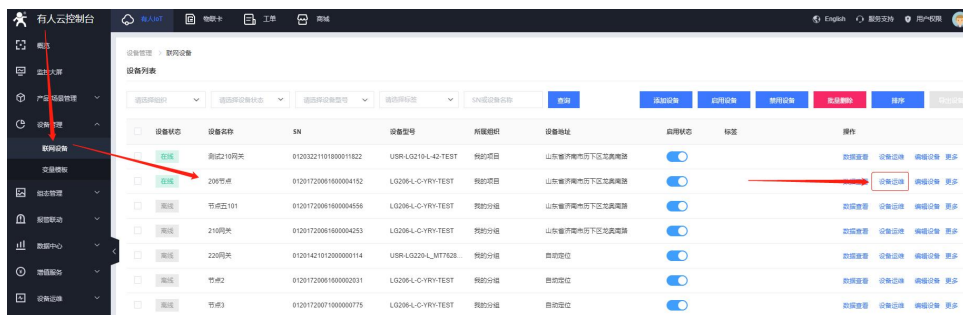 有人云控制台
有人IoT 物联卡 工单 商城 English 服务支持 用户权限
概览
监控大屏
产品/场景管理
设备管理
联网设备
变量模板
组态管理
报警联动
数据中心
增值服务
设备运维
设备管理 > 联网设备
设备列表
请选择组织 请选择设备状态 请选择设备型号 请选择标签 SN或设备名称 查询 添加设备 启用设备 禁用设备 批量删除 排序
设备状态 设备名称 SN 设备型号 所属组织 设备地址 启用状态 标签 操作
在线 测试210网关 01203221101800011822 USR-LG210-L-42-TEST 我的项目 山东省济南市历下区龙奥南路 数据查看 设备运维 编辑设备 更多
在线 206节点 01201720061600004152 LG206-L-C-YRY-TEST 我的项目 山东省济南市历下区龙奥南路 数据查看 设备运维 编辑设备 更多
离线 节点五101 01201720061600004556 LG206-L-C-YRY-TEST 我的分组 山东省济南市历下区龙奥南路 数据查看 设备运维 编辑设备 更多
离线 210网关 01201720061600004253 LG206-L-C-YRY-TEST 我的分组 山东省济南市历下区龙奥南路 数据查看 设备运维 编辑设备 更多
离线 220网关 01201421012000000114 USR-LG220-L_MT7628... 我的分组 自动定位 数据查看 设备运维 编辑设备 更多
离线 节点2 01201720061600002031 LG206-L-C-YRY-TEST 我的分组 自动定位 数据查看 设备运维 编辑设备 更多
离线 节点3 01201720071000000775 LG206-L-C-YRY-TEST 我的分组 自动定位 数据查看 设备运维 编辑设备 更多